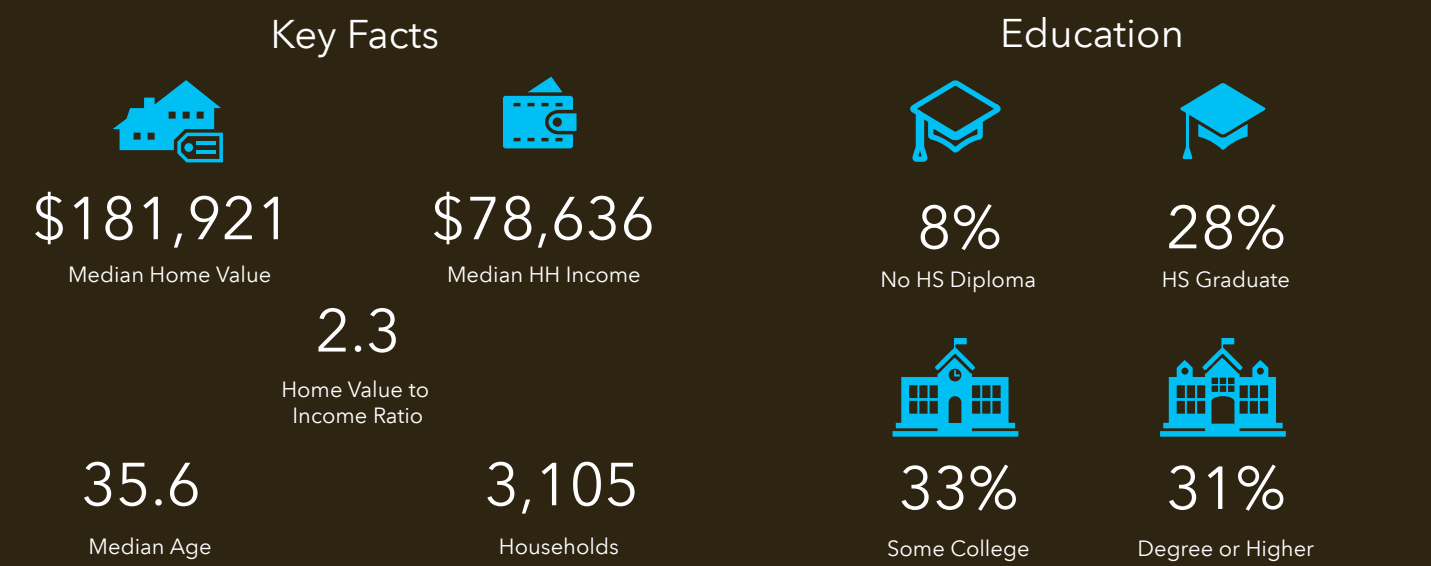 Key Facts
$181,921
Median Home Value
$78,636
Median HH Income
2.3
Home Value to
Income Ratio
35.6
Median Age
3,105
Households
Education
8%
No HS Diploma
28%
HS Graduate
33%
Some College
31%
Degree or Higher